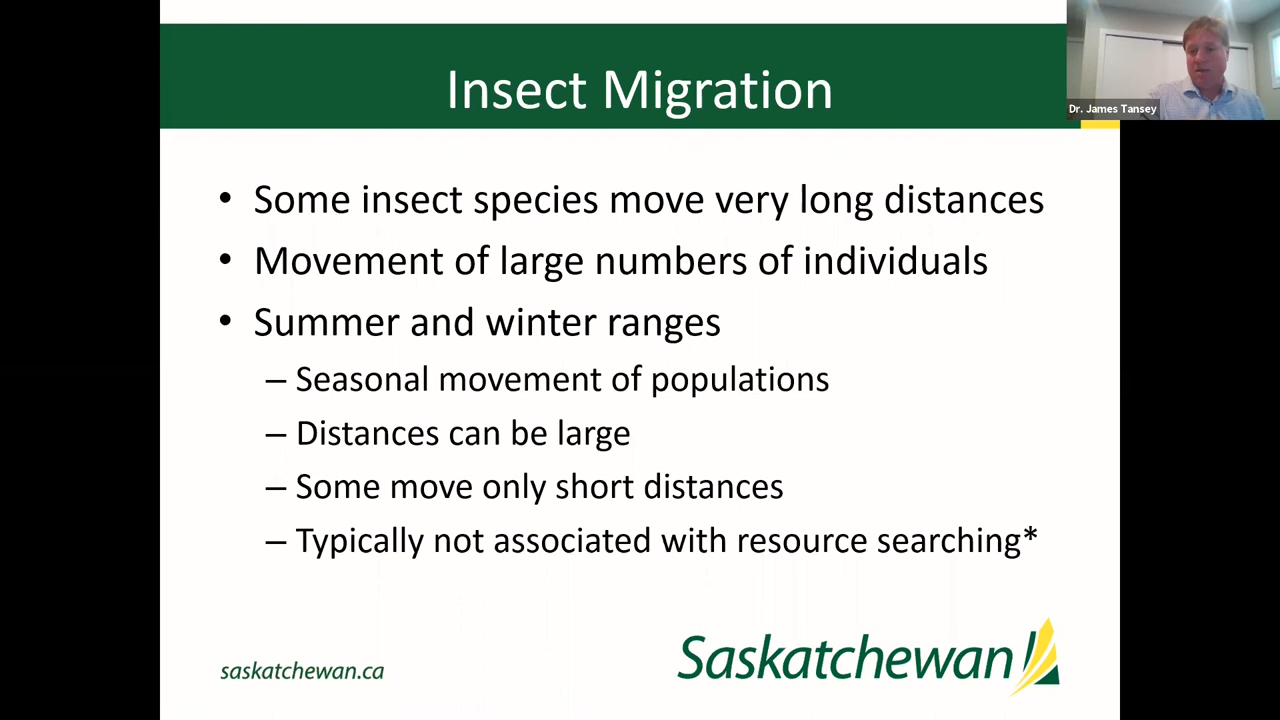 Insect Migration
Dr. James Tansey
• Some insect species move very long distances
• Movement of large numbers of individuals
• Summer and winter ranges
– Seasonal movement of populations
– Distances can be large
– Some move only short distances
– Typically not associated with resource searching*
saskatchewan.ca
Saskatchewan